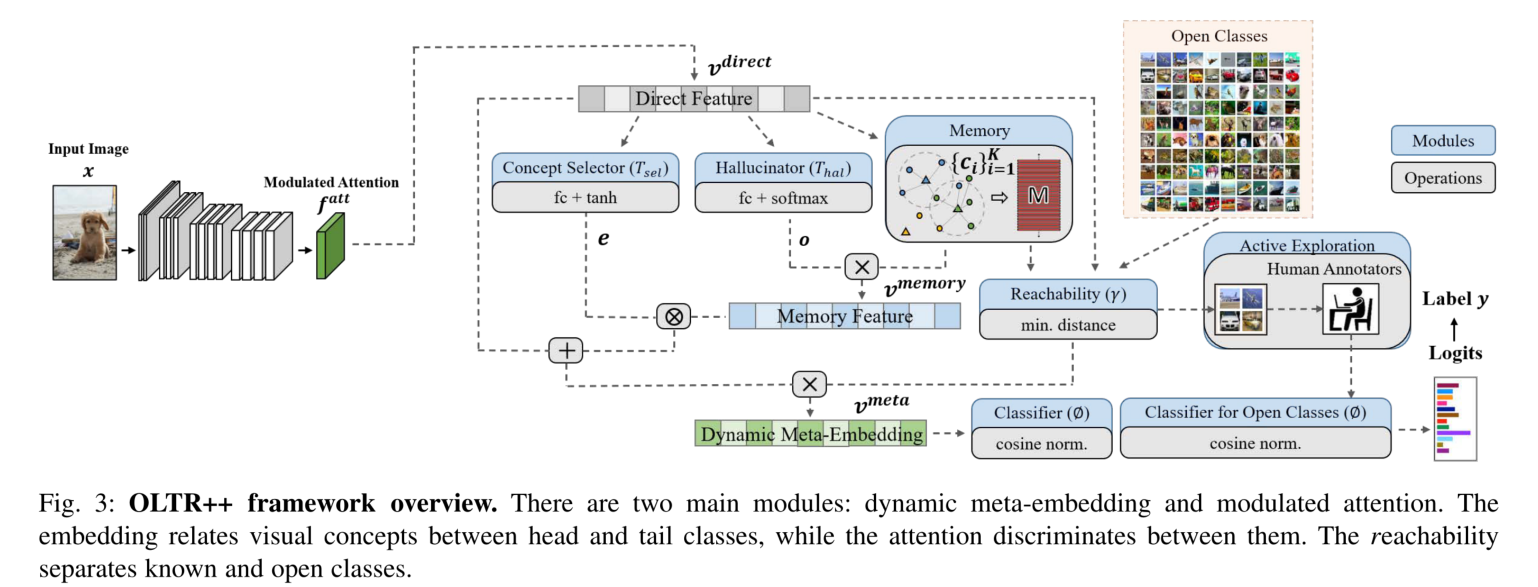 Open Classes
v^direct
Direct Feature
Memory
{c_i}_{i=1}^K
M
Modules
Operations
Input Image
x
Modulated Attention
f^att
Concept Selector (T_sel)
fc + tanh
Hallucinator (T_hal)
fc + softmax
e
o
×
v^memory
Memory Feature
⊗
+
Reachability (γ)
min. distance
Active Exploration
Human Annotators
Label y
Logits
×
v^meta
Dynamic Meta-Embedding
Classifier (∅)
cosine norm.
Classifier for Open Classes (∅)
cosine norm.
Fig. 3: OLTR++ framework overview. There are two main modules: dynamic meta-embedding and modulated attention. The
embedding relates visual concepts between head and tail classes, while the attention discriminates between them. The reachability
separates known and open classes.